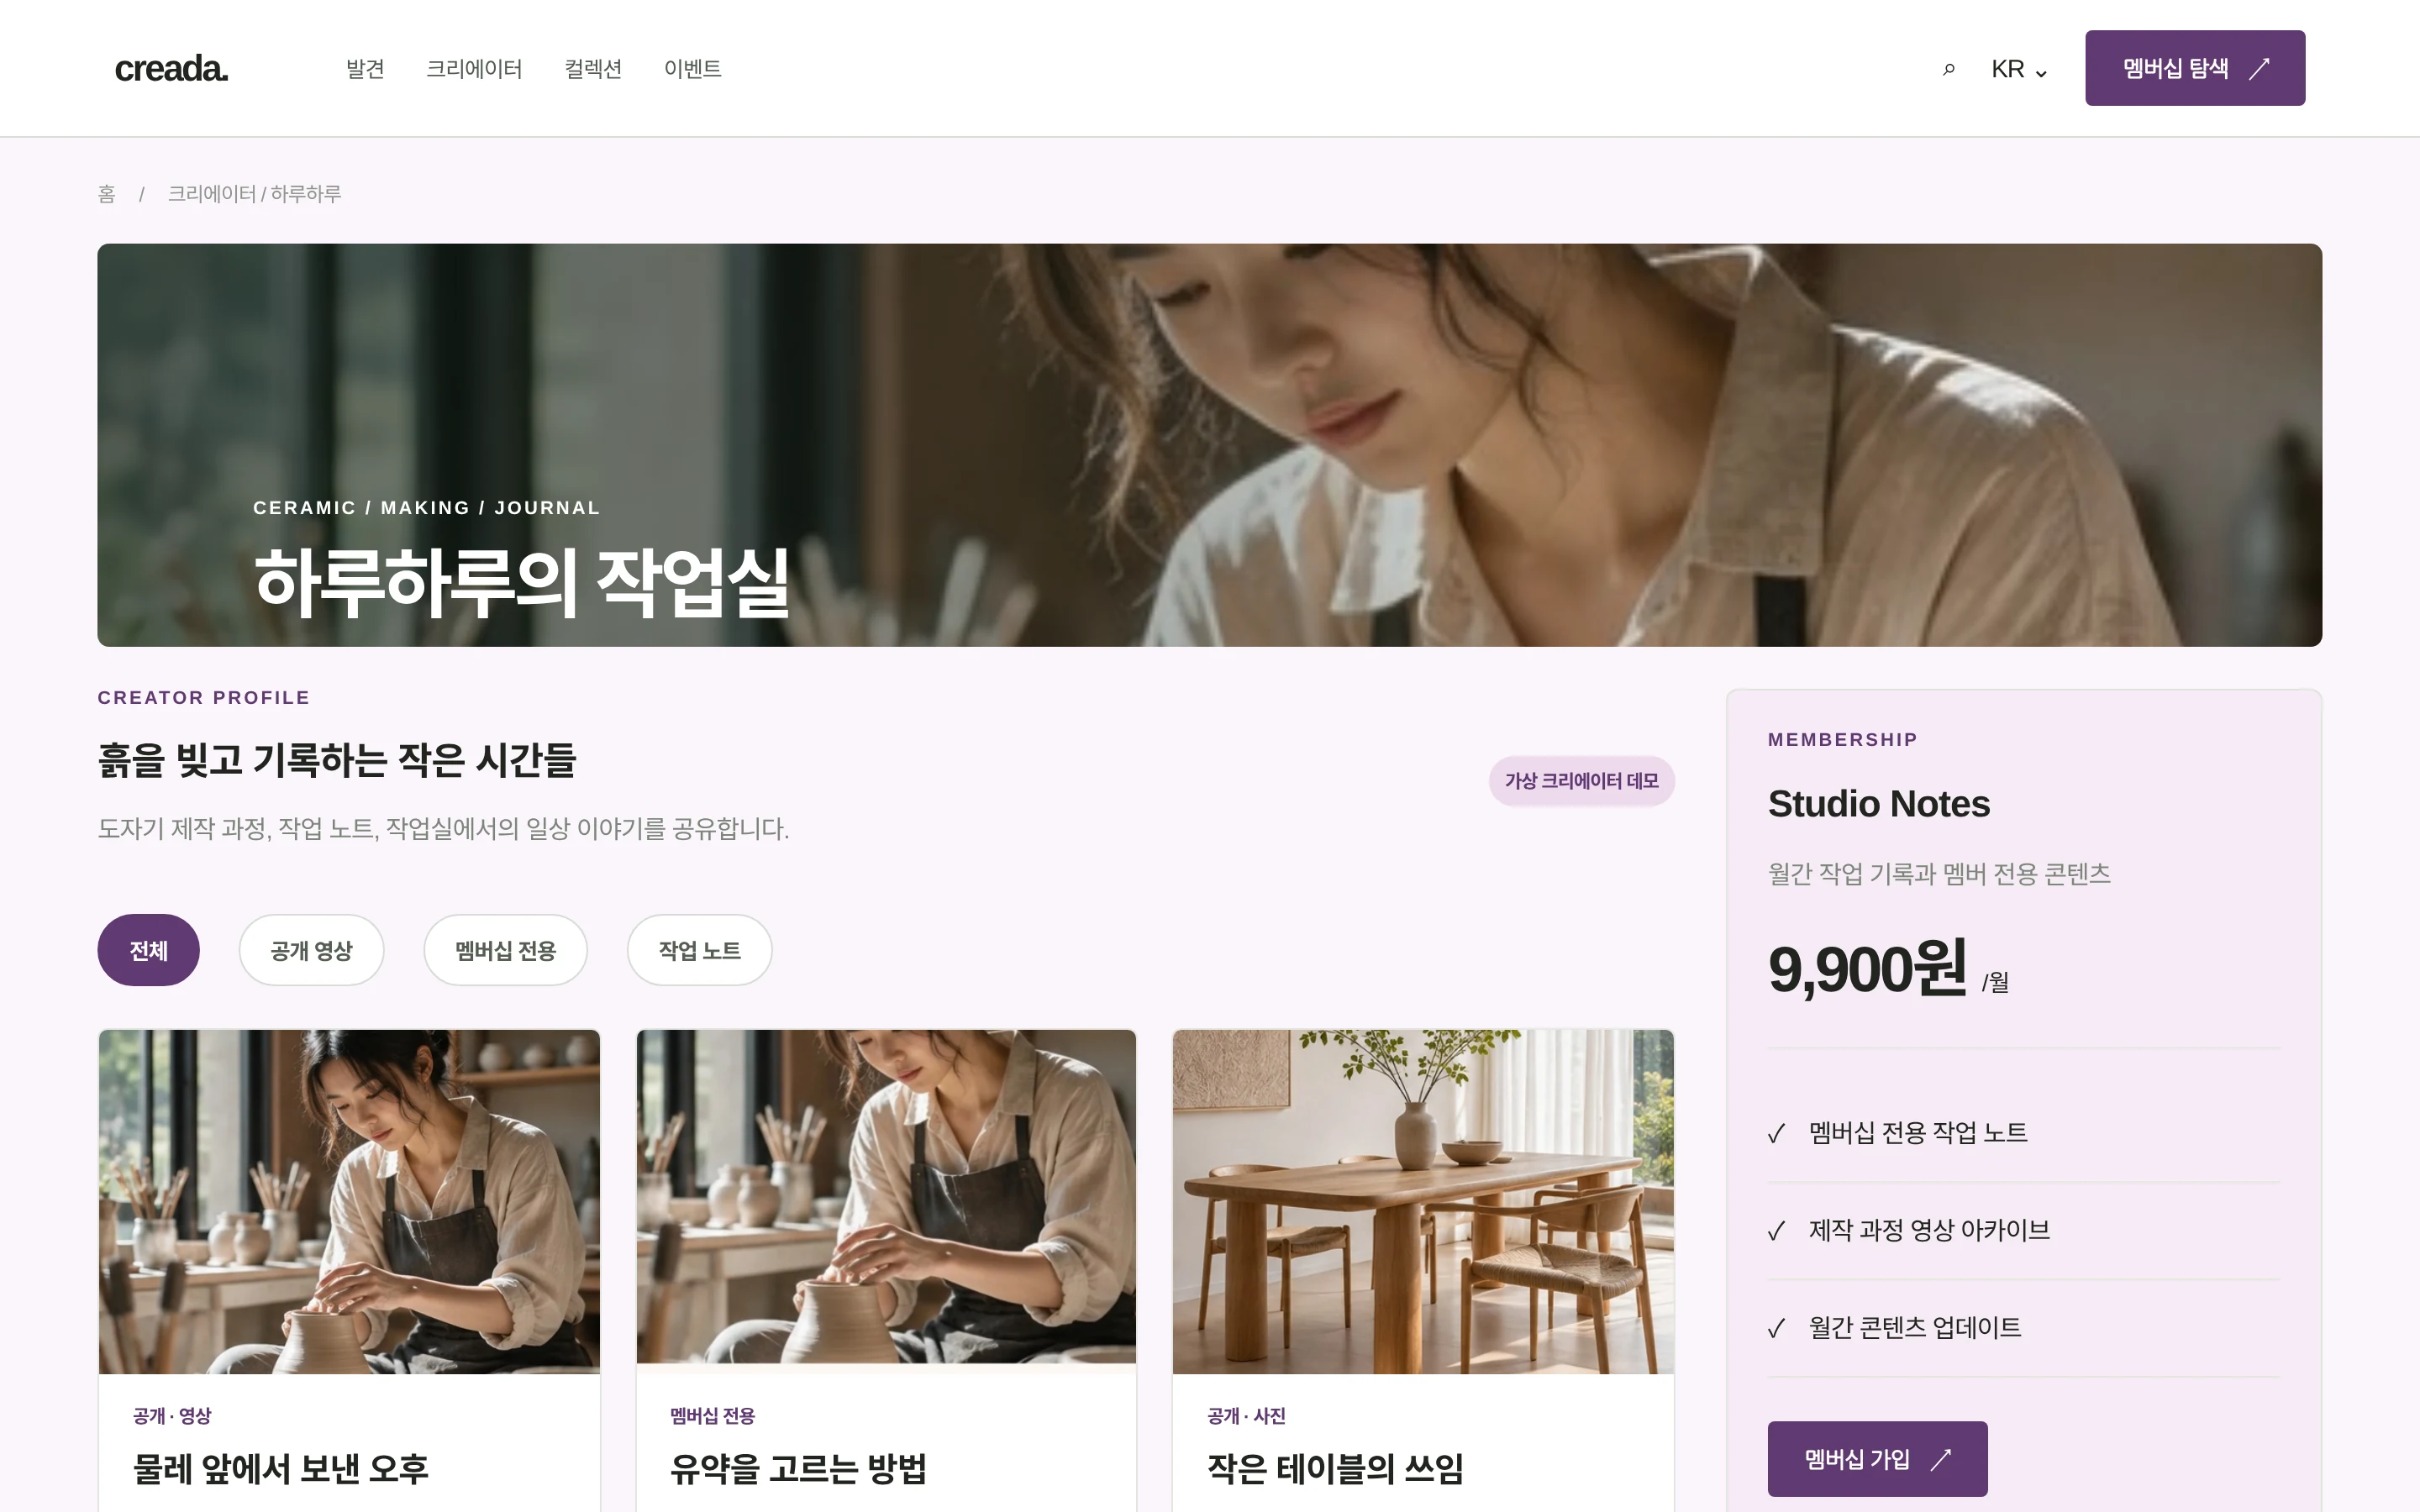 creada.
발견 크리에이터 컬렉션 이벤트
KR
멤버십 탐색
홈 / 크리에이터 / 하루하루
CERAMIC / MAKING / JOURNAL
하루하루의 작업실
CREATOR PROFILE
흙을 빚고 기록하는 작은 시간들
도자기 제작 과정, 작업 노트, 작업실에서의 일상 이야기를 공유합니다.
가상 크리에이터 데모
전체
공개 영상
멤버십 전용
작업 노트
공개 · 영상
물레 앞에서 보낸 오후
멤버십 전용
유약을 고르는 방법
공개 · 사진
작은 테이블의 쓰임
MEMBERSHIP
Studio Notes
월간 작업 기록과 멤버 전용 콘텐츠
9,900원 /월
✓ 멤버십 전용 작업 노트
✓ 제작 과정 영상 아카이브
✓ 월간 콘텐츠 업데이트
멤버십 가입